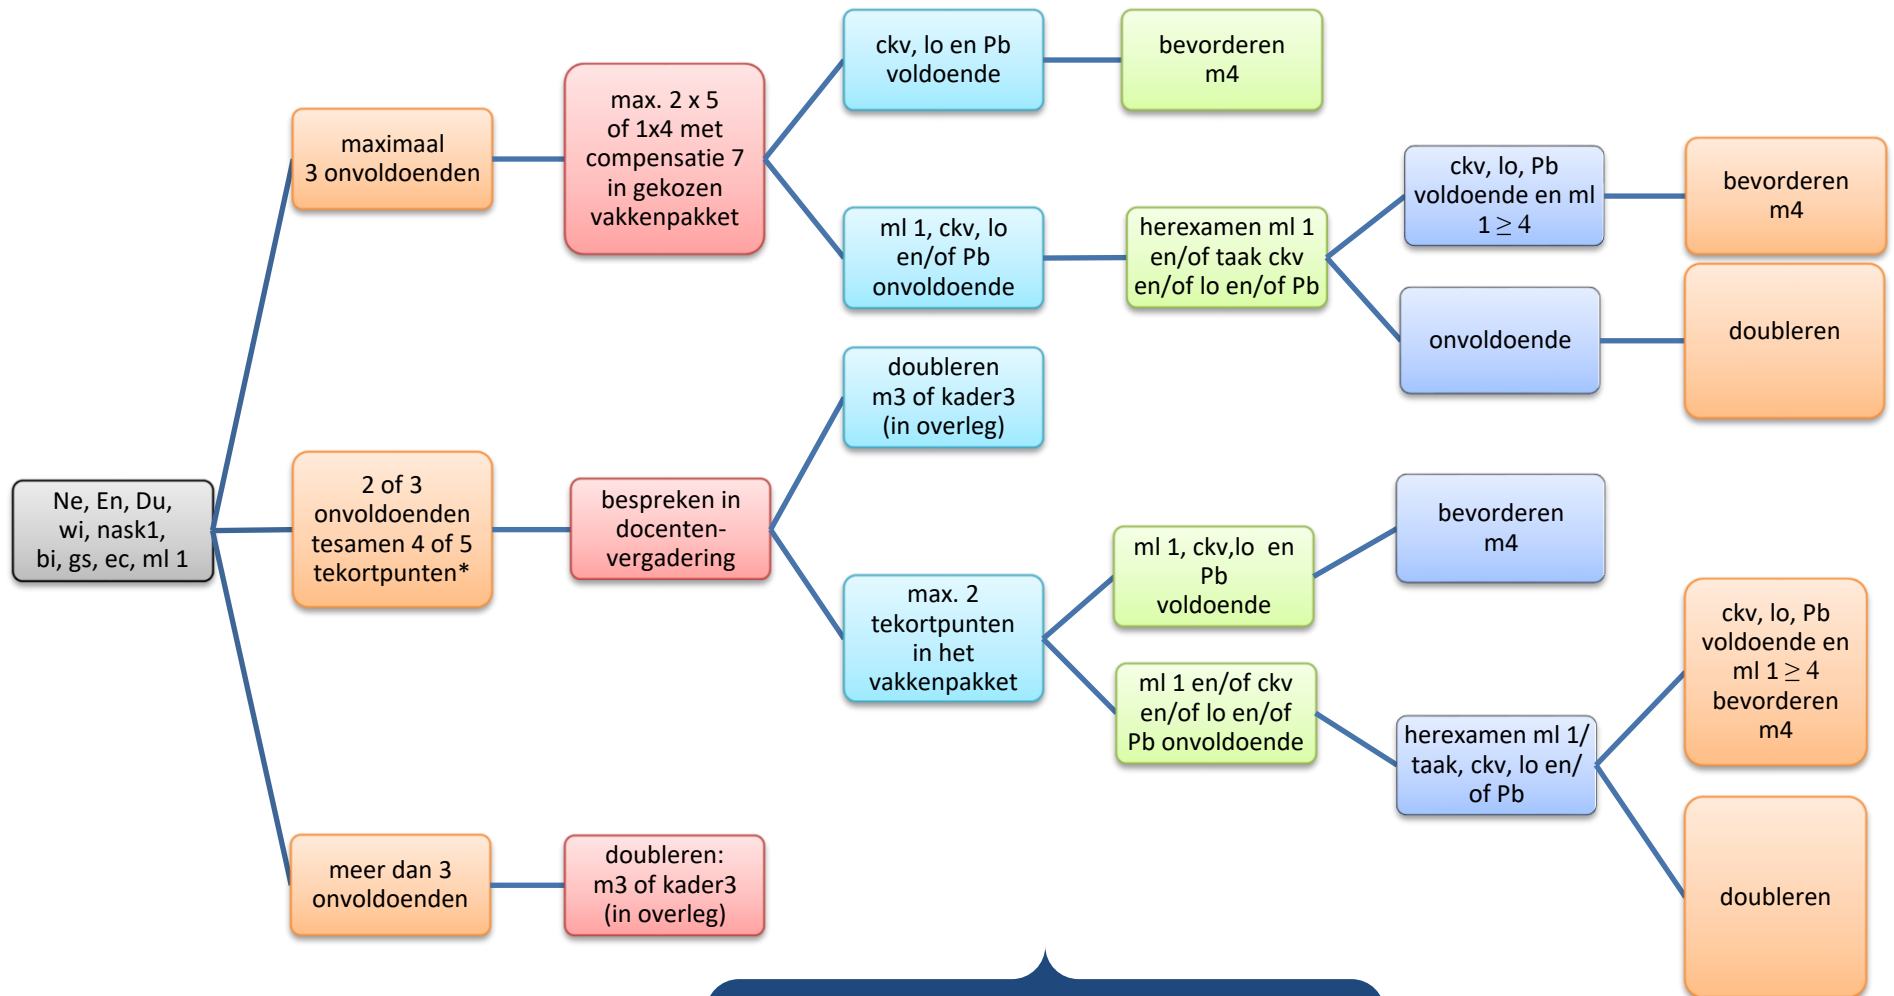 Ne, En, Du,
wi, nask1,
bi, gs, ec, ml 1
maximaal
3 onvoldoenden
max. 2 x 5
of 1x4 met
compensatie 7
in gekozen
vakkenpakket
ckv, lo en Pb
voldoende
bevorderen
m4
ml 1, ckv, lo
en/of Pb
onvoldoende
herexamen ml 1
en/of taak ckv
en/of lo en/of Pb
ckv, lo, Pb
voldoende en ml
1 ≥ 4
bevorderen
m4
onvoldoende
doubleren
2 of 3
onvoldoenden
tesamen 4 of 5
tekortpunten*
bespreken in
docenten-
vergadering
doubleren
m3 of kader3
(in overleg)
max. 2
tekortpunten
in het
vakkenpakket
ml 1, ckv,lo en
Pb
voldoende
bevorderen
m4
ml 1 en/of ckv
en/of lo en/of
Pb onvoldoende
herexamen ml 1/
taak, ckv, lo en/
of Pb
ckv, lo, Pb
voldoende en
ml 1 ≥ 4
bevorderen
m4
doubleren
meer dan 3
onvoldoenden
doubleren:
m3 of kader3
(in overleg)